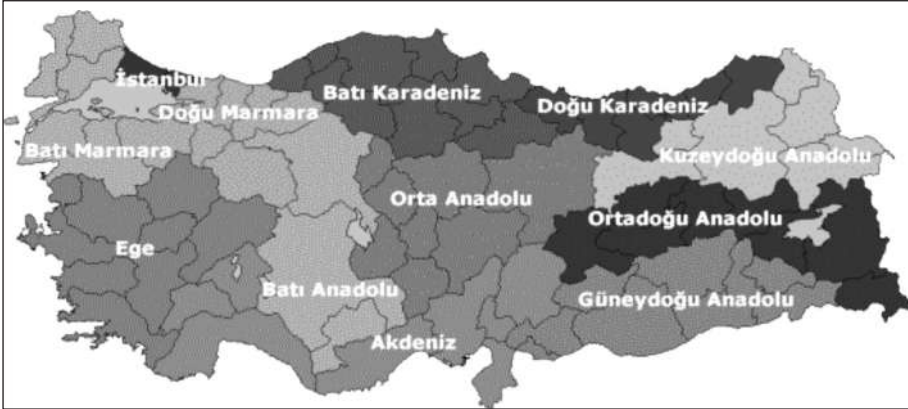 İstanbul
Batı Karadeniz
Doğu Karadeniz
Doğu Marmara
Batı Marmara
Kuzeydoğu Anadolu
Orta Anadolu
Ortadoğu Anadolu
Ege
Batı Anadolu
Güneydoğu Anadolu
Akdeniz